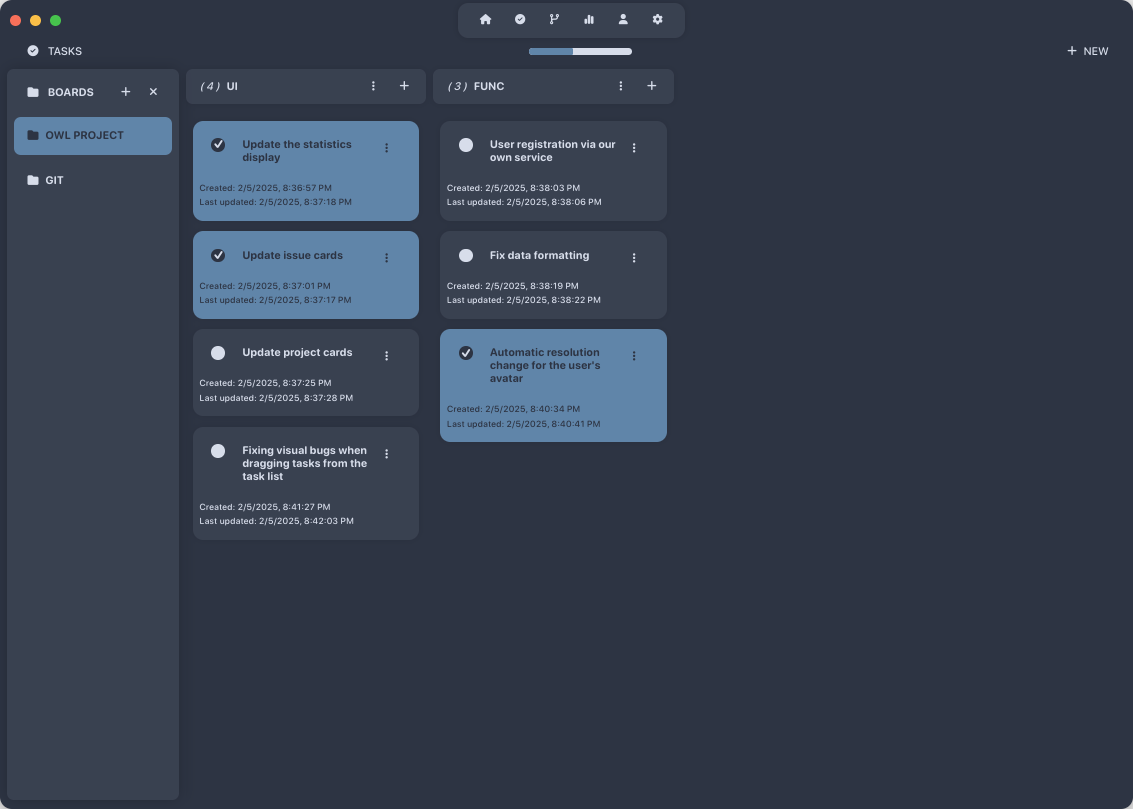 TASKS
+ NEW
BOARDS
OWL PROJECT
GIT
(4) UI
Update the statistics
display
Created: 2/5/2025, 8:36:57 PM
Last updated: 2/5/2025, 8:37:18 PM
Update issue cards
Created: 2/5/2025, 8:37:01 PM
Last updated: 2/5/2025, 8:37:17 PM
Update project cards
Created: 2/5/2025, 8:37:25 PM
Last updated: 2/5/2025, 8:37:28 PM
Fixing visual bugs when
dragging tasks from the
task list
Created: 2/5/2025, 8:41:27 PM
Last updated: 2/5/2025, 8:42:03 PM
(3) FUNC
User registration via our
own service
Created: 2/5/2025, 8:38:03 PM
Last updated: 2/5/2025, 8:38:06 PM
Fix data formatting
Created: 2/5/2025, 8:38:19 PM
Last updated: 2/5/2025, 8:38:22 PM
Automatic resolution
change for the user's
avatar
Created: 2/5/2025, 8:40:34 PM
Last updated: 2/5/2025, 8:40:41 PM